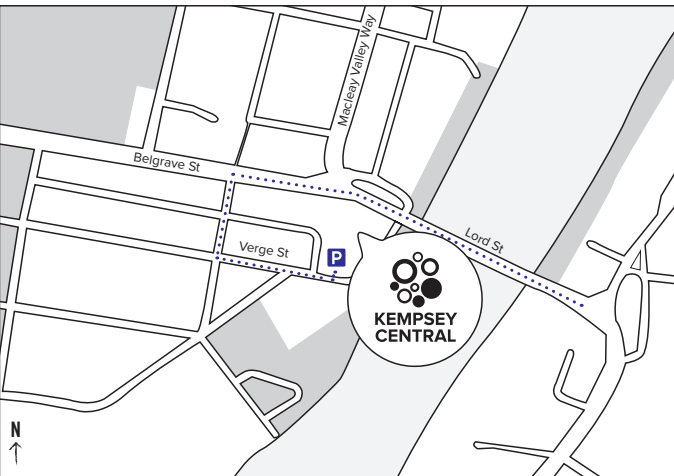 Macleay Valley Way
Belgrave St
Lord St
Verge St
P
KEMPSEY
CENTRAL
N